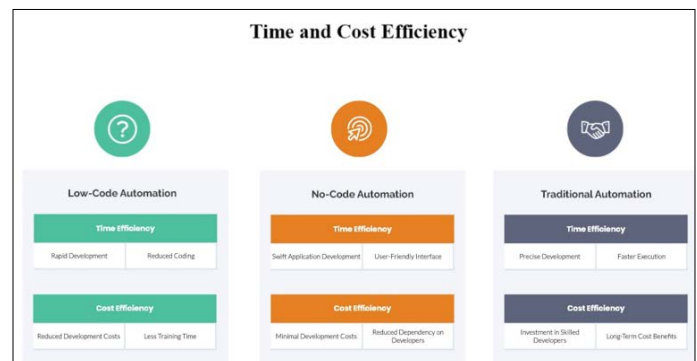 Time and Cost Efficiency
Low-Code Automation
Time Efficiency
Rapid Development
Reduced Coding
Cost Efficiency
Reduced Development Costs
Less Training Time
No-Code Automation
Time Efficiency
Swift Application Development
User-Friendly Interface
Cost Efficiency
Minimal Development Costs
Reduced Dependency on
Developers
Traditional Automation
Time Efficiency
Precise Development
Faster Execution
Cost Efficiency
Investment in Skilled
Developers
Long-Term Cost Benefits